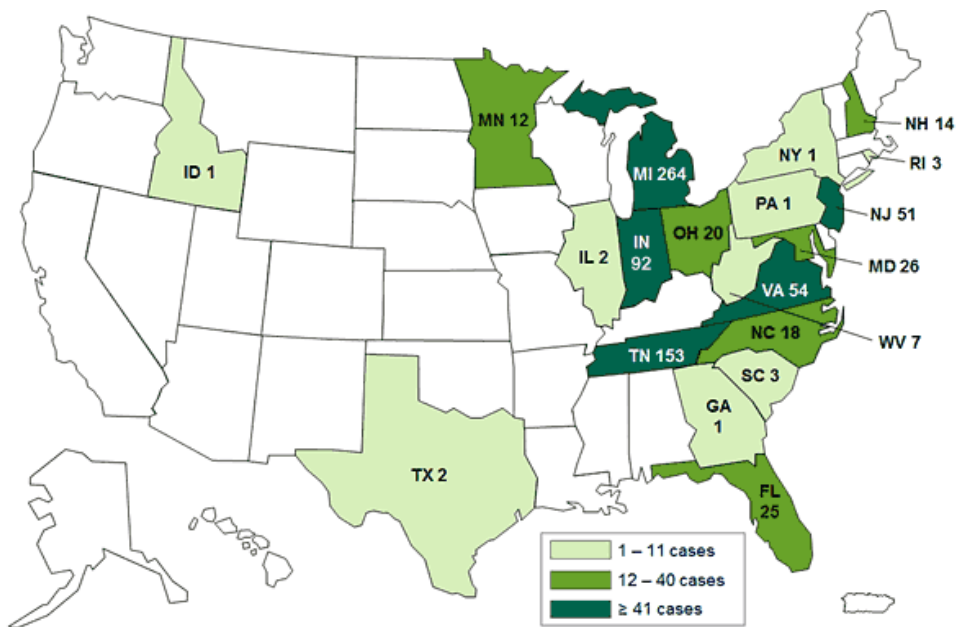 MN 12
NH 14
ID 1
NY 1
RI 3
MI 264
PA 1
NJ 51
OH 20
IL 2
IN
92
MD 26
VA 54
NC 18
WV 7
TN 153
SC 3
GA
1
TX 2
FL
25
1 – 11 cases
12 – 40 cases
≥ 41 cases